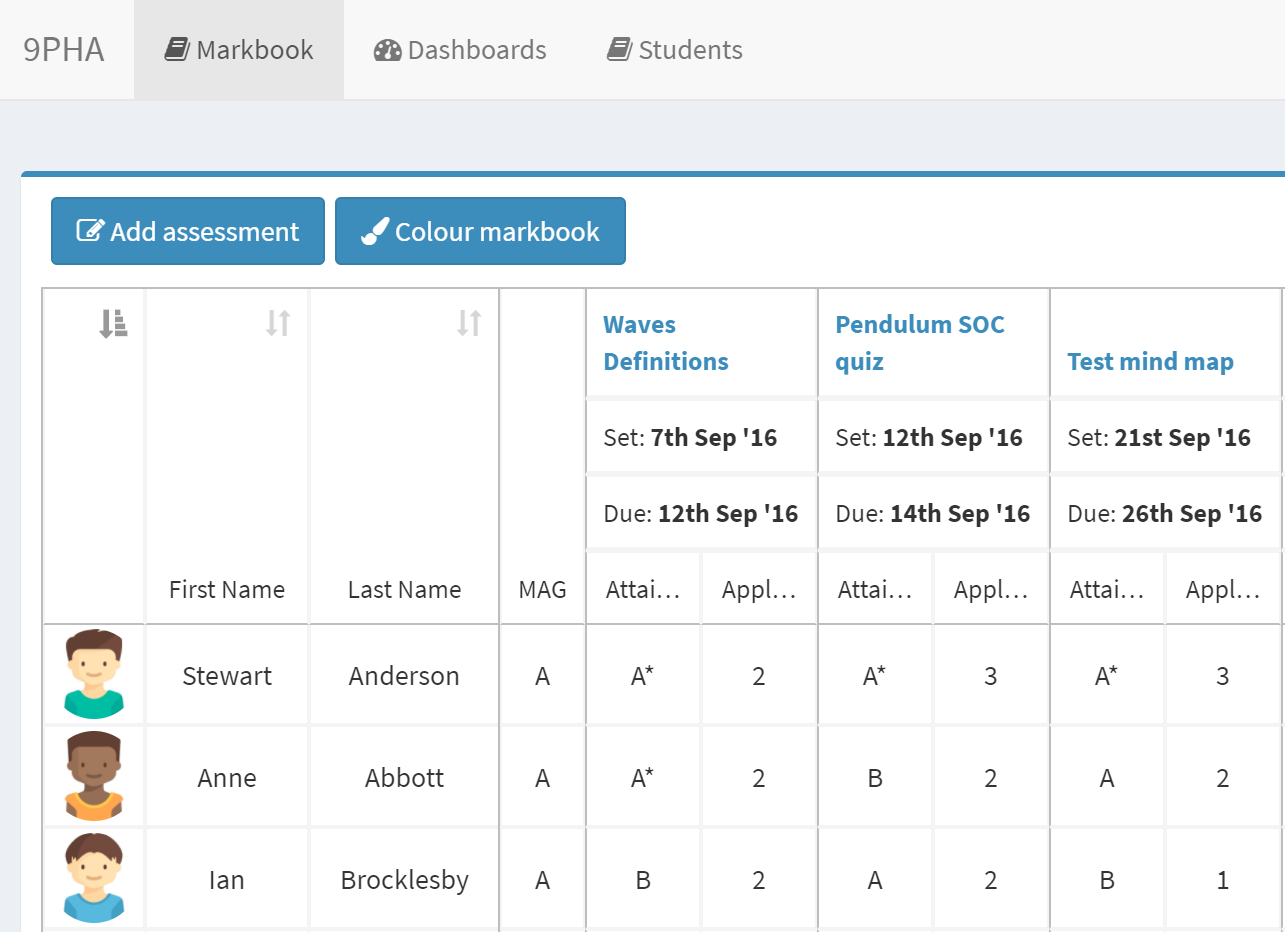 9PHA Markbook Dashboards Students
Add assessment Colour markbook
Waves Definitions Pendulum SOC quiz Test mind map
Set: 7th Sep '16 Set: 12th Sep '16 Set: 21st Sep '16
Due: 12th Sep '16 Due: 14th Sep '16 Due: 26th Sep '16
First Name Last Name MAG Attai... Appl... Attai... Appl... Attai... Appl...
Stewart Anderson A A* 2 A* 3 A* 3
Anne Abbott A A* 2 B 2 A 2
Ian Brocklesby A B 2 A 2 B 1